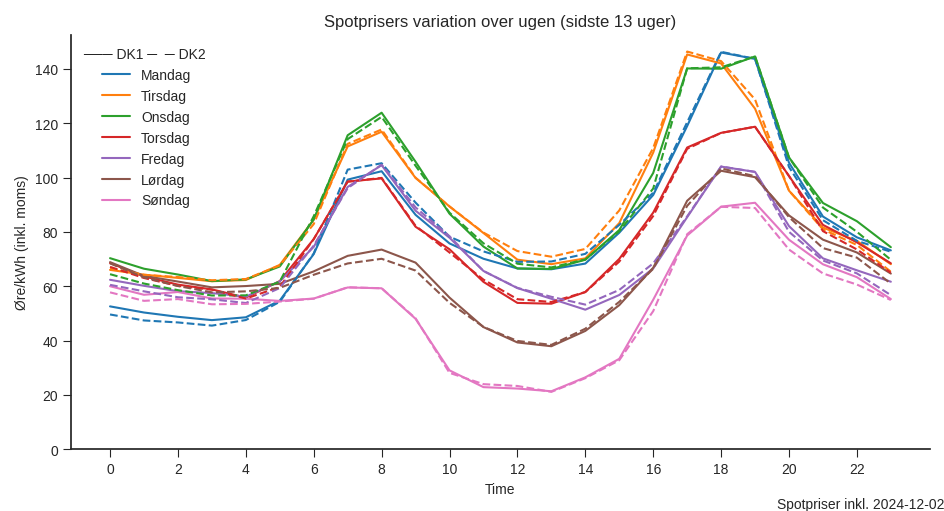 Spotprisers variation over ugen (sidste 13 uger)
DK1 DK2
Mandag
Tirsdag
Onsdag
Torsdag
Fredag
Lørdag
Søndag
Øre/kWh (inkl. moms)
140
120
100
80
60
40
20
0
0 2 4 6 8 10 12 14 16 18 20 22
Time
Spotpriser inkl. 2024-12-02